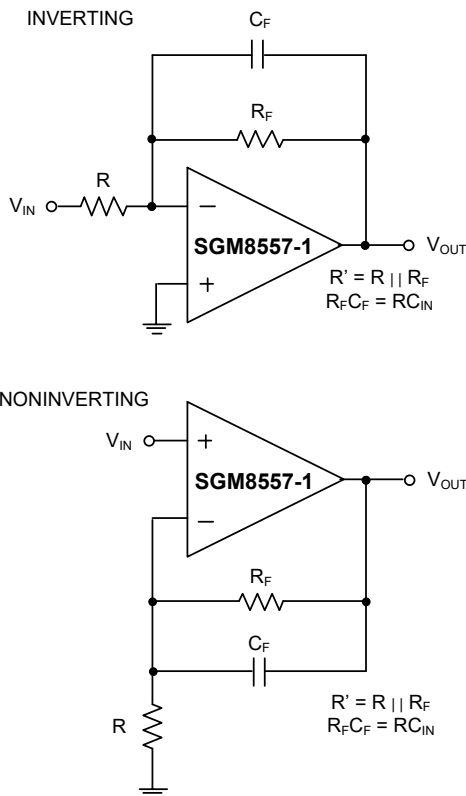 INVERTING
C_F
R_F
R
V_IN
−
SGM8557-1
+
V_OUT
R' = R || R_F
R_FC_F = RC_IN
NONINVERTING
V_IN
+
SGM8557-1
−
V_OUT
R_F
C_F
R
R' = R || R_F
R_FC_F = RC_IN